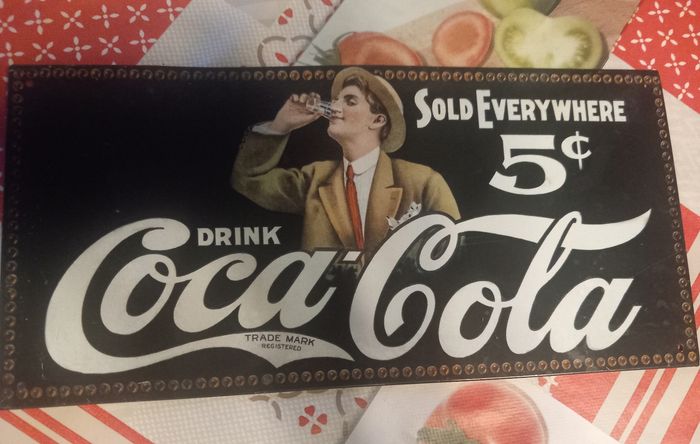 SOLD EVERYWHERE
5¢
DRINK
Coca-Cola
TRADE MARK
REGISTERED